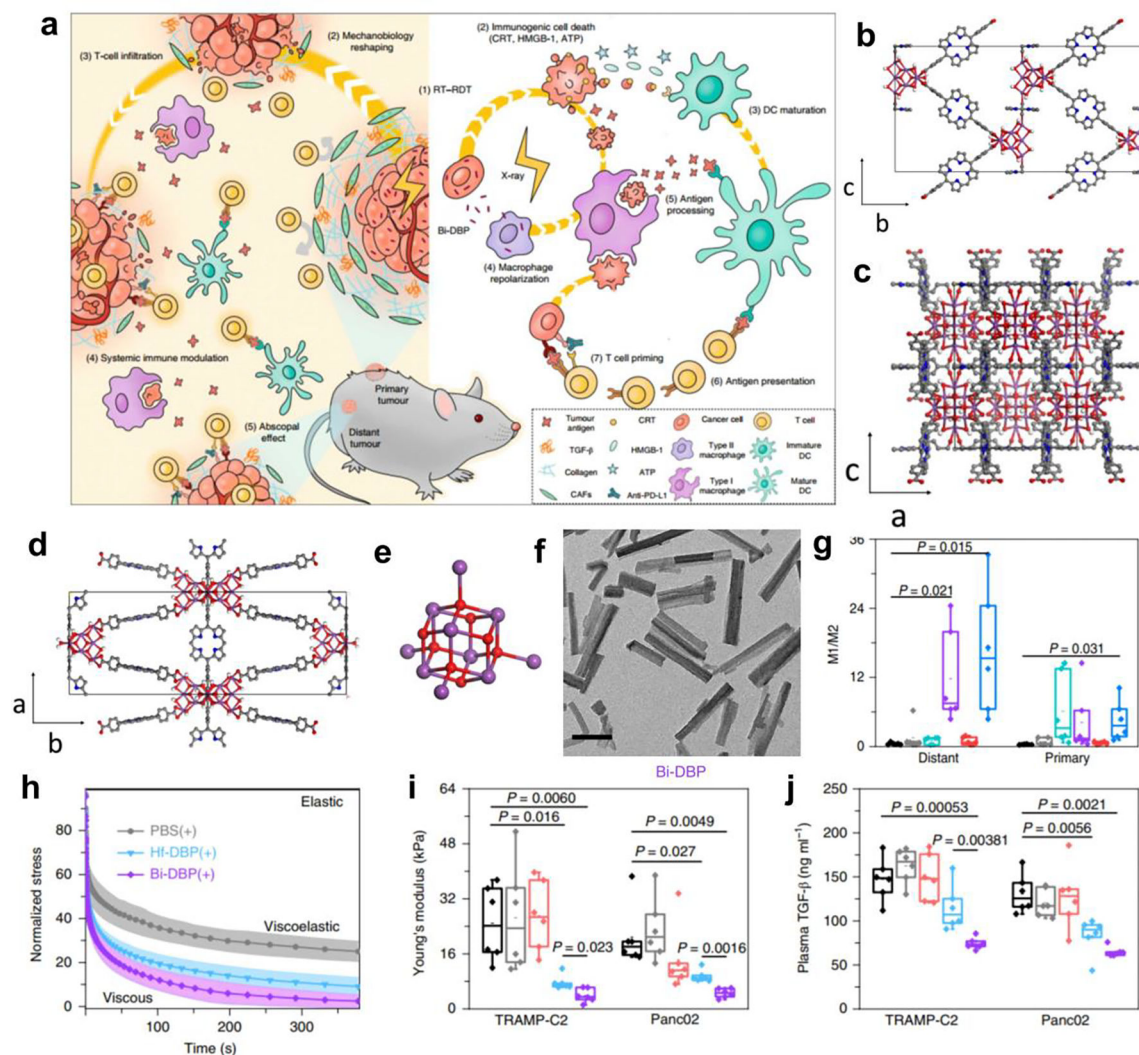 a
(3) T-cell infiltration
(2) Mechanobiology
reshaping
(1) RT–RDT
(2) Immunogenic cell death
(CRT, HMGB-1, ATP)
(3) DC maturation
X-ray
Bi-DBP
(5) Antigen
processing
(4) Macrophage
repolarization
(7) T cell priming
(6) Antigen presentation
(4) Systemic immune modulation
(5) Abscopal
effect
Primary
tumour
Distant
tumour
Tumour
antigen
CRT
Cancer cell
T cell
TGF-β
HMGB-1
Type II
macrophage
Immature
DC
Collagen
ATP
Type I
macrophage
Mature
DC
CAFs
Anti-PD-L1
b
c
b
c
c
a
d
a
b
e
f
Bi-DBP
g
36
24
12
0
M1/M2
P = 0.015
P = 0.021
P = 0.031
Distant
Primary
h
80
60
40
20
0
Normalized stress
Elastic
PBS(+)
Hf-DBP(+)
Bi-DBP(+)
Viscoelastic
Viscous
100
200
300
Time (s)
i
64
48
32
16
0
Young's modulus (kPa)
P = 0.0060
P = 0.016
P = 0.0049
P = 0.027
P = 0.023
P = 0.0016
TRAMP-C2
Panc02
j
250
200
150
100
50
0
Plasma TGF-β (ng ml⁻¹)
P = 0.00053
P = 0.00381
P = 0.0021
P = 0.0056
TRAMP-C2
Panc02